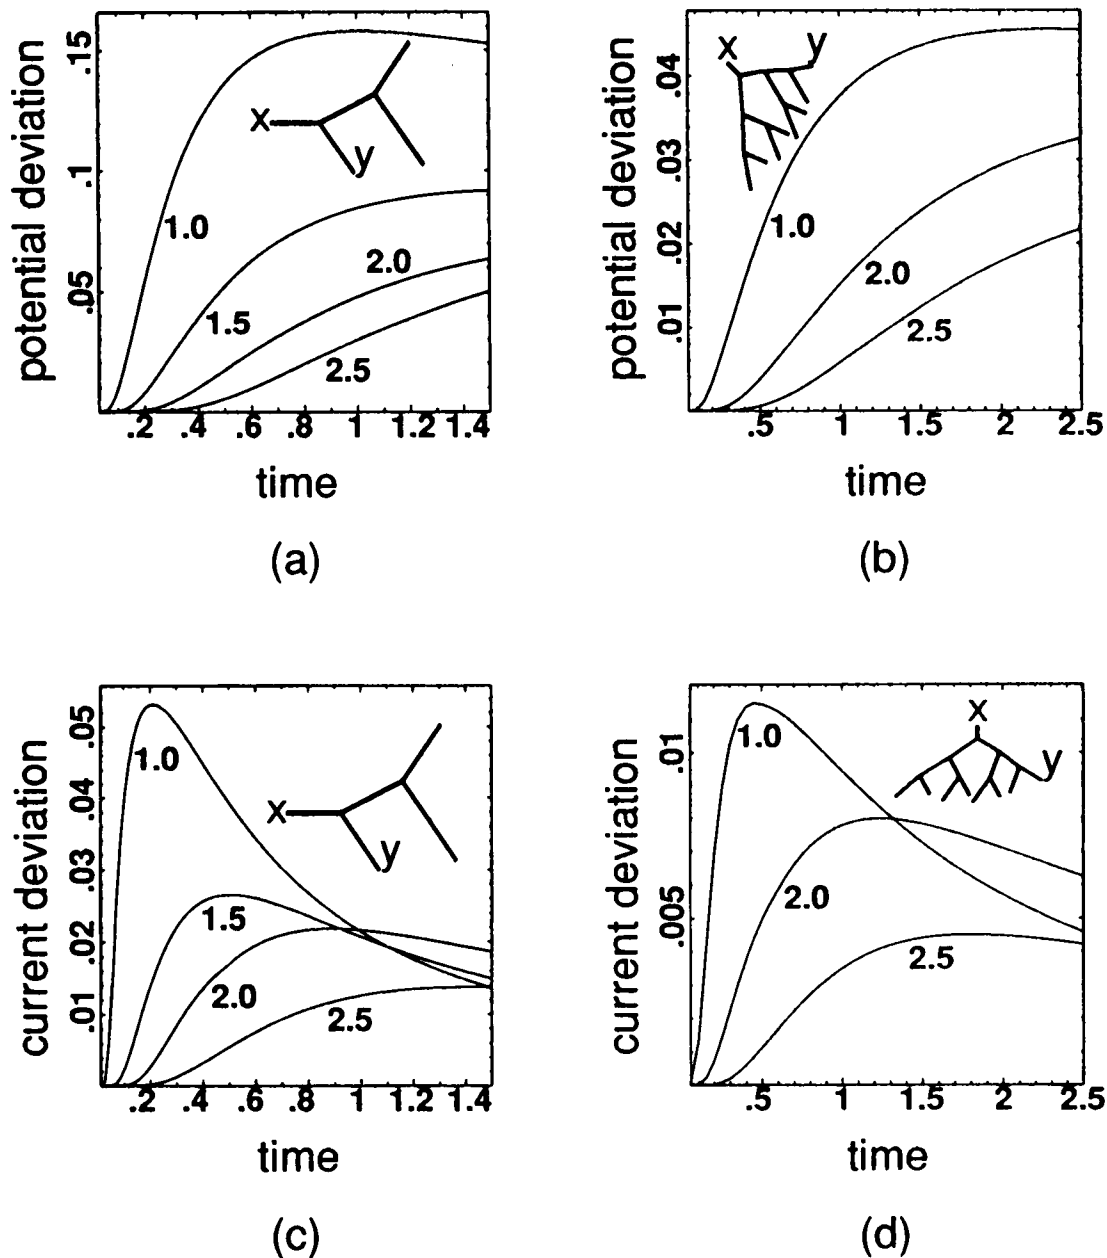 potential deviation
.15
.1
.05
x
y
1.0
1.5
2.0
2.5
.2 .4 .6 .8 1 1.2 1.4
time
(a)
potential deviation
.04
.03
.02
.01
x
y
1.0
2.0
2.5
.5 1 1.5 2 2.5
time
(b)
current deviation
.05
.04
.03
.02
.01
x
y
1.0
1.5
2.0
2.5
.2 .4 .6 .8 1 1.2 1.4
time
(c)
current deviation
.01
.005
x
y
1.0
2.0
2.5
.5 1 1.5 2 2.5
time
(d)